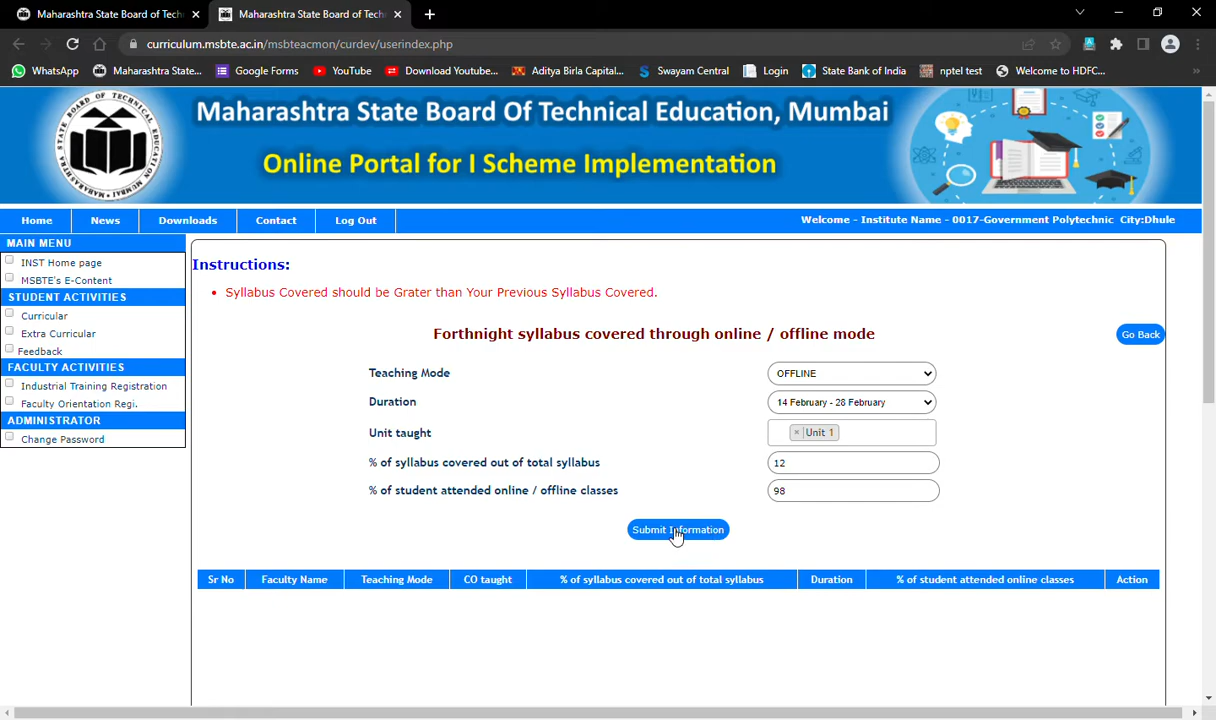 Maharashtra State Board of Tech
Maharashtra State Board of Tech
curriculum.msbte.ac.in/msbteacmon/curdev/userindex.php
WhatsApp
Maharashtra State...
Google Forms
YouTube
Download Youtube...
Aditya Birla Capital...
Swayam Central
Login
State Bank of India
nptel test
Welcome to HDFC...
»
Maharashtra State Board Of Technical Education, Mumbai
Online Portal for I Scheme Implementation
Home
News
Downloads
Contact
Log Out
Welcome - Institute Name - 0017-Government Polytechnic City:Dhule
MAIN MENU
INST Home page
MSBTE's E-Content
STUDENT ACTIVITIES
Curricular
Extra Curricular
Feedback
FACULTY ACTIVITIES
Industrial Training Registration
Faculty Orientation Regi.
ADMINISTRATOR
Change Password
Instructions:
• Syllabus Covered should be Grater than Your Previous Syllabus Covered.
Forthnight syllabus covered through online / offline mode
Go Back
Teaching Mode
OFFLINE
Duration
14 February - 28 February
Unit taught
× Unit 1
% of syllabus covered out of total syllabus
12
% of student attended online / offline classes
98
Submit Information
Sr No
Faculty Name
Teaching Mode
CO taught
% of syllabus covered out of total syllabus
Duration
% of student attended online classes
Action